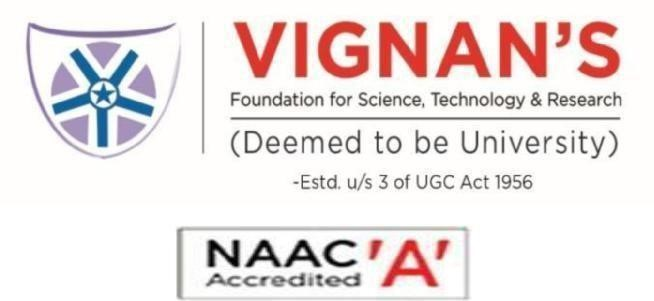 VIGNAN'S
Foundation for Science, Technology & Research
(Deemed to be University)
-Estd. u/s 3 of UGC Act 1956
NAAC 'A'
Accredited